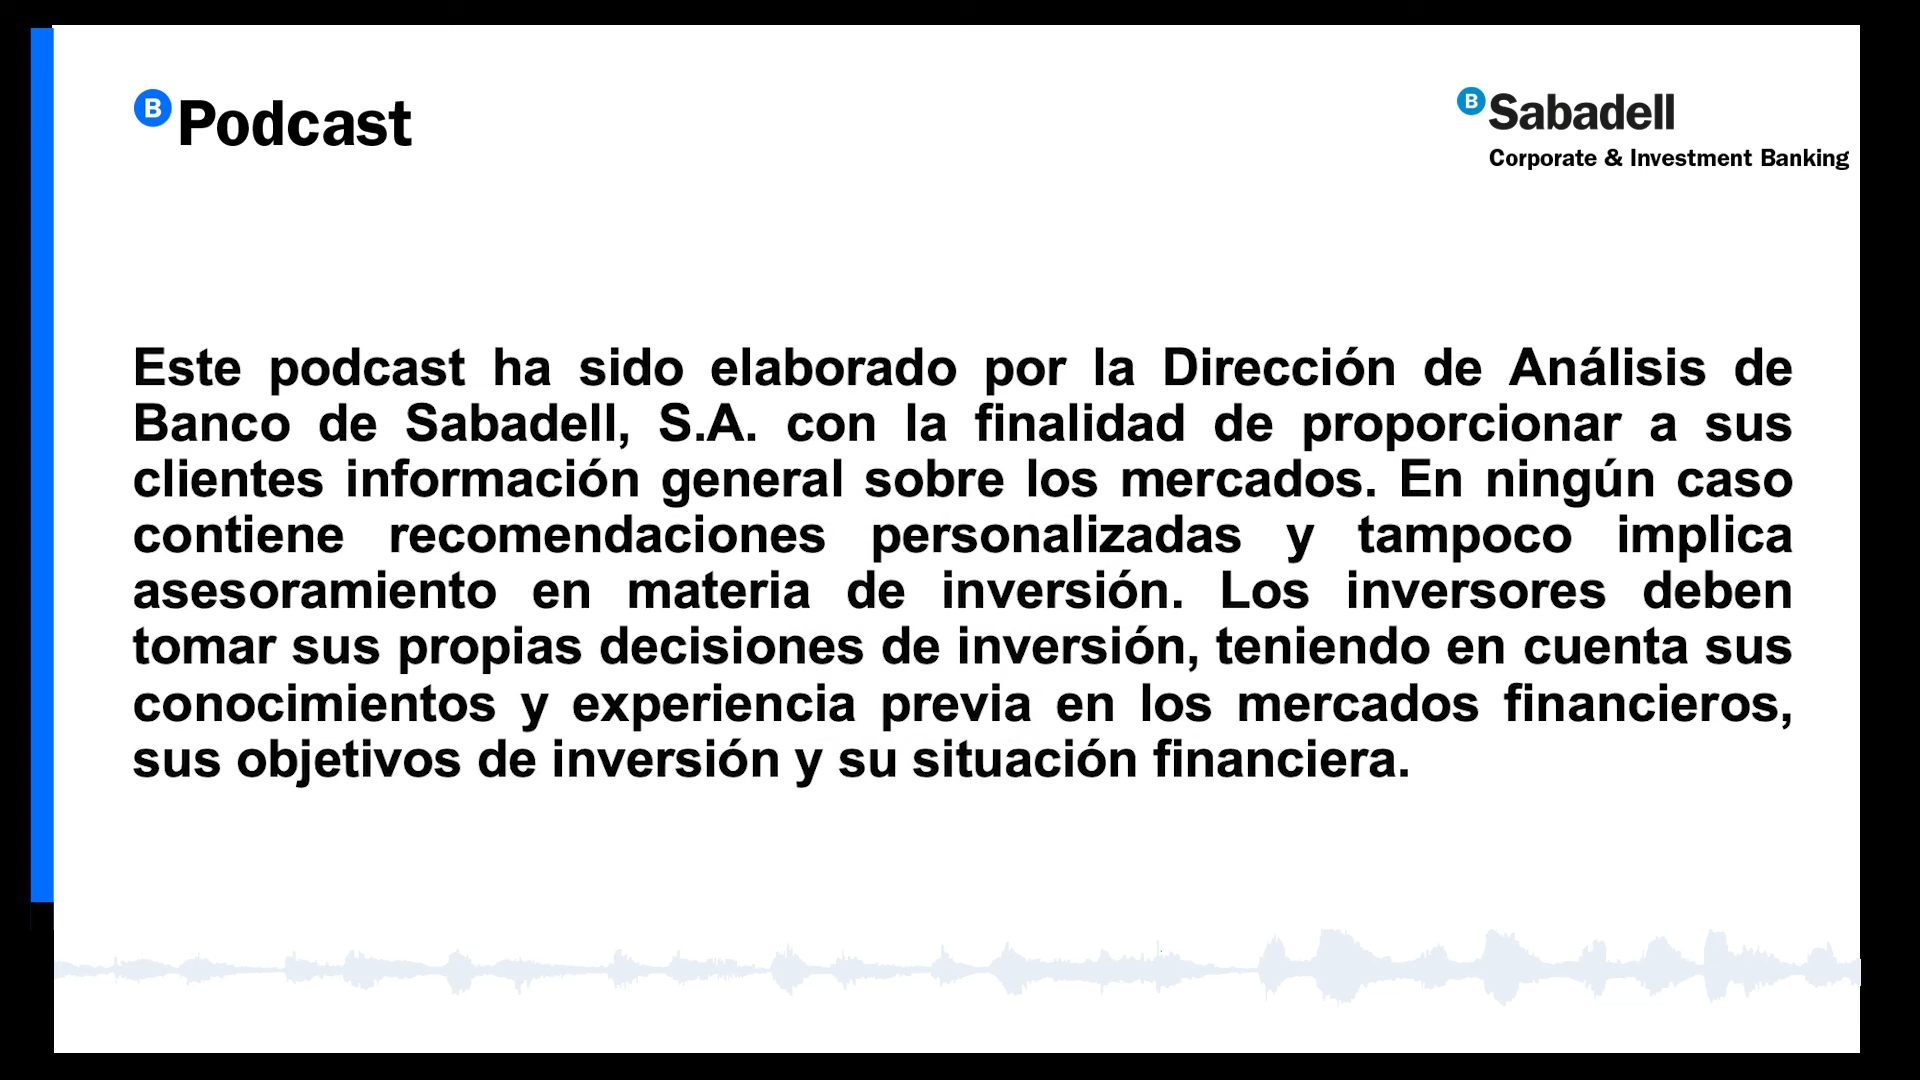 B Podcast
B Sabadell
Corporate & Investment Banking
Este podcast ha sido elaborado por la Dirección de Análisis de
Banco de Sabadell, S.A. con la finalidad de proporcionar a sus
clientes información general sobre los mercados. En ningún caso
contiene recomendaciones personalizadas y tampoco implica
asesoramiento en materia de inversión. Los inversores deben
tomar sus propias decisiones de inversión, teniendo en cuenta sus
conocimientos y experiencia previa en los mercados financieros,
sus objetivos de inversión y su situación financiera.